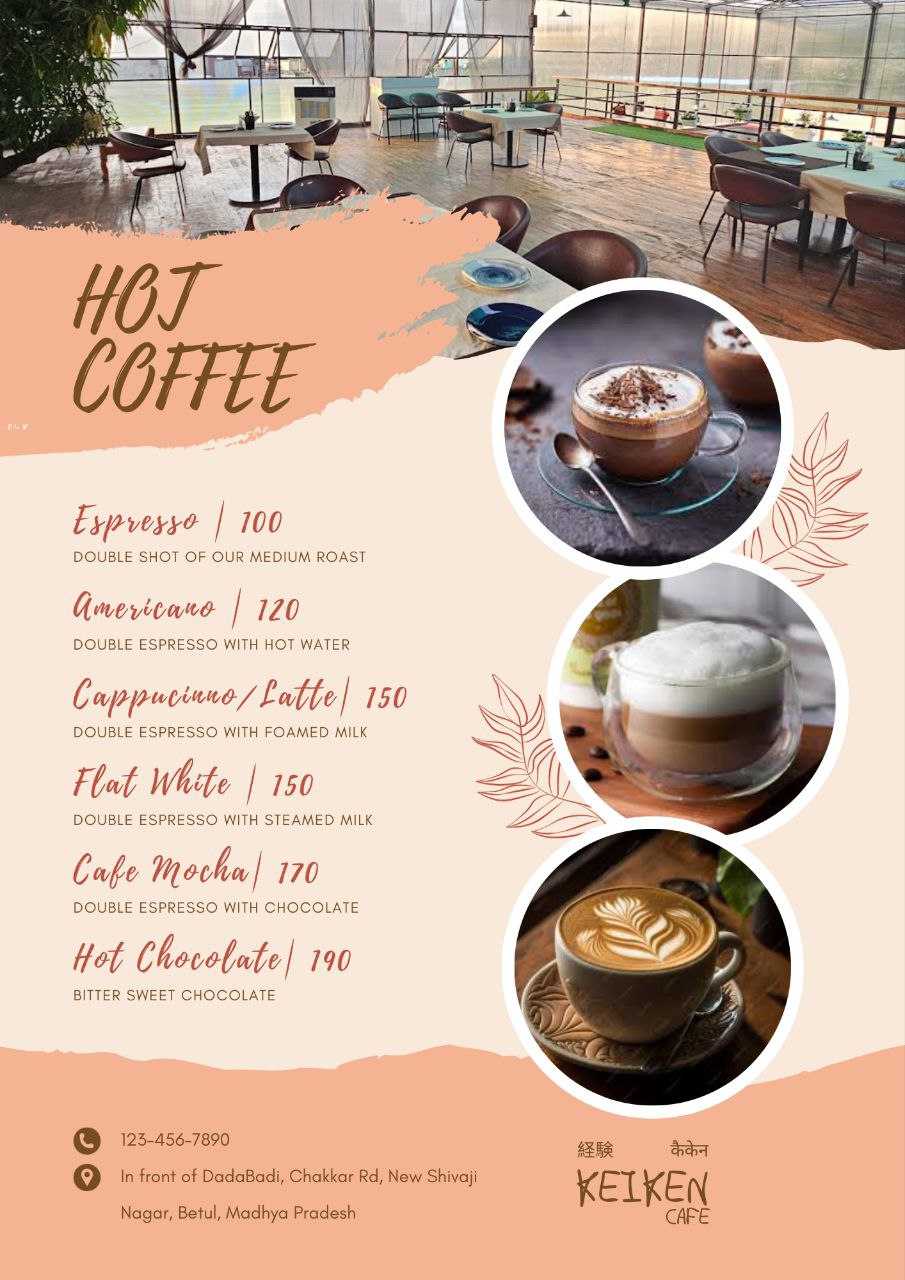 HOT
COFFEE
Espresso | 100
DOUBLE SHOT OF OUR MEDIUM ROAST
Americano | 120
DOUBLE ESPRESSO WITH HOT WATER
Cappucinno/Latte| 150
DOUBLE ESPRESSO WITH FOAMED MILK
Flat White | 150
DOUBLE ESPRESSO WITH STEAMED MILK
Cafe Mocha| 170
DOUBLE ESPRESSO WITH CHOCOLATE
Hot Chocolate| 190
BITTER SWEET CHOCOLATE
123-456-7890
In front of DadaBadi, Chakkar Rd, New Shivaji
Nagar, Betul, Madhya Pradesh
経験 कैकेन
KEIKEN
CAFE